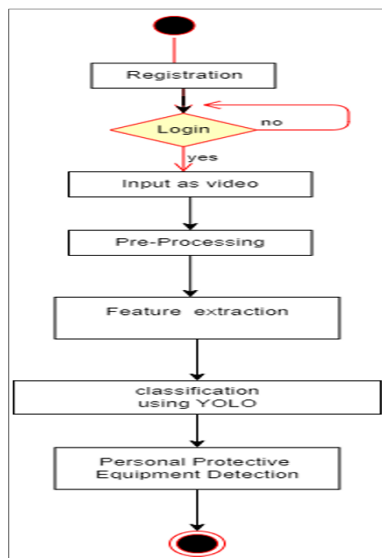 Registration
Login
no
yes
Input as video
Pre-Processing
Feature extraction
classification
using YOLO
Personal Protective
Equipment Detection